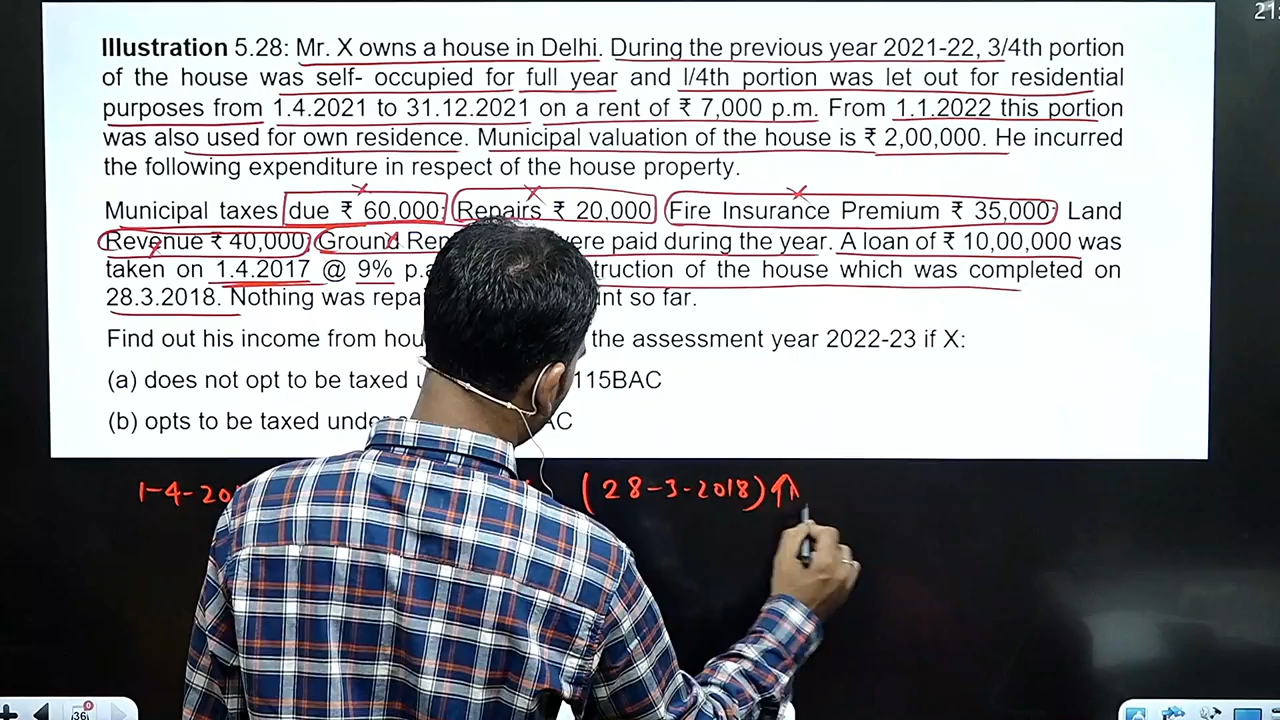 21:
Illustration 5.28: Mr. X owns a house in Delhi. During the previous year 2021-22, 3/4th portion
of the house was self- occupied for full year and I/4th portion was let out for residential
purposes from 1.4.2021 to 31.12.2021 on a rent of ₹ 7,000 p.m. From 1.1.2022 this portion
was also used for own residence. Municipal valuation of the house is ₹ 2,00,000. He incurred
the following expenditure in respect of the house property.
Municipal taxes due ₹ 60,000; Repairs ₹ 20,000 Fire Insurance Premium ₹ 35,000; Land
Revenue ₹ 40,000; Ground were paid during the year. A loan of ₹ 10,00,000 was
taken on 1.4.2017 @ 9% of the house which was completed on
28.3.2018. Nothing was so far.
Find out his income from the assessment year 2022-23 if X:
(a) does not opt to be taxed 115BAC
(b) opts to be taxed
1-4-20 (28-3-2018)
36